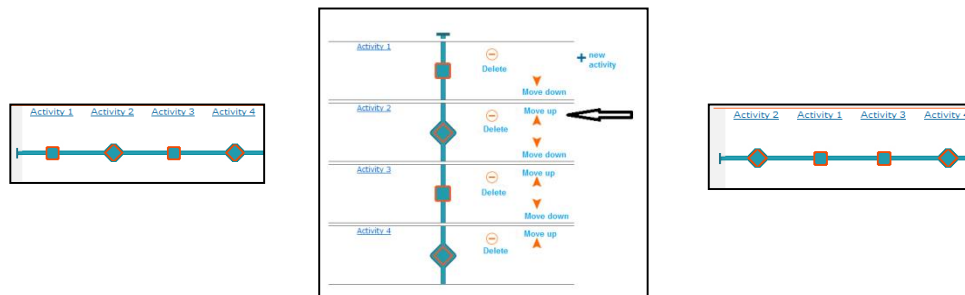 Activity 1 Activity 2 Activity 3 Activity 4
Activity 1
Delete
Move down
new
activity
Activity 2
Move up
Delete
Move down
Activity 3
Move up
Delete
Move down
Activity 4
Move up
Delete
Activity 2 Activity 1 Activity 3 Activity